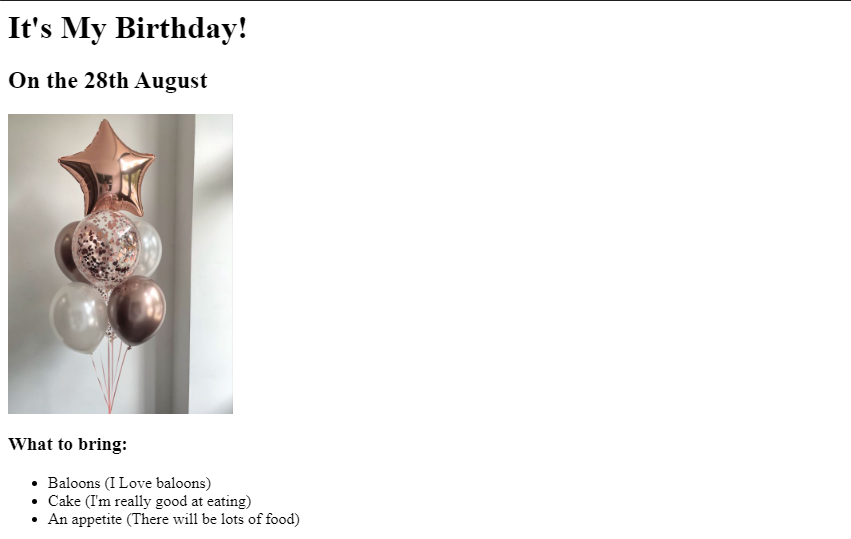 It's My Birthday!
On the 28th August
What to bring:
Baloons (I Love baloons)
Cake (I'm really good at eating)
An appetite (There will be lots of food)